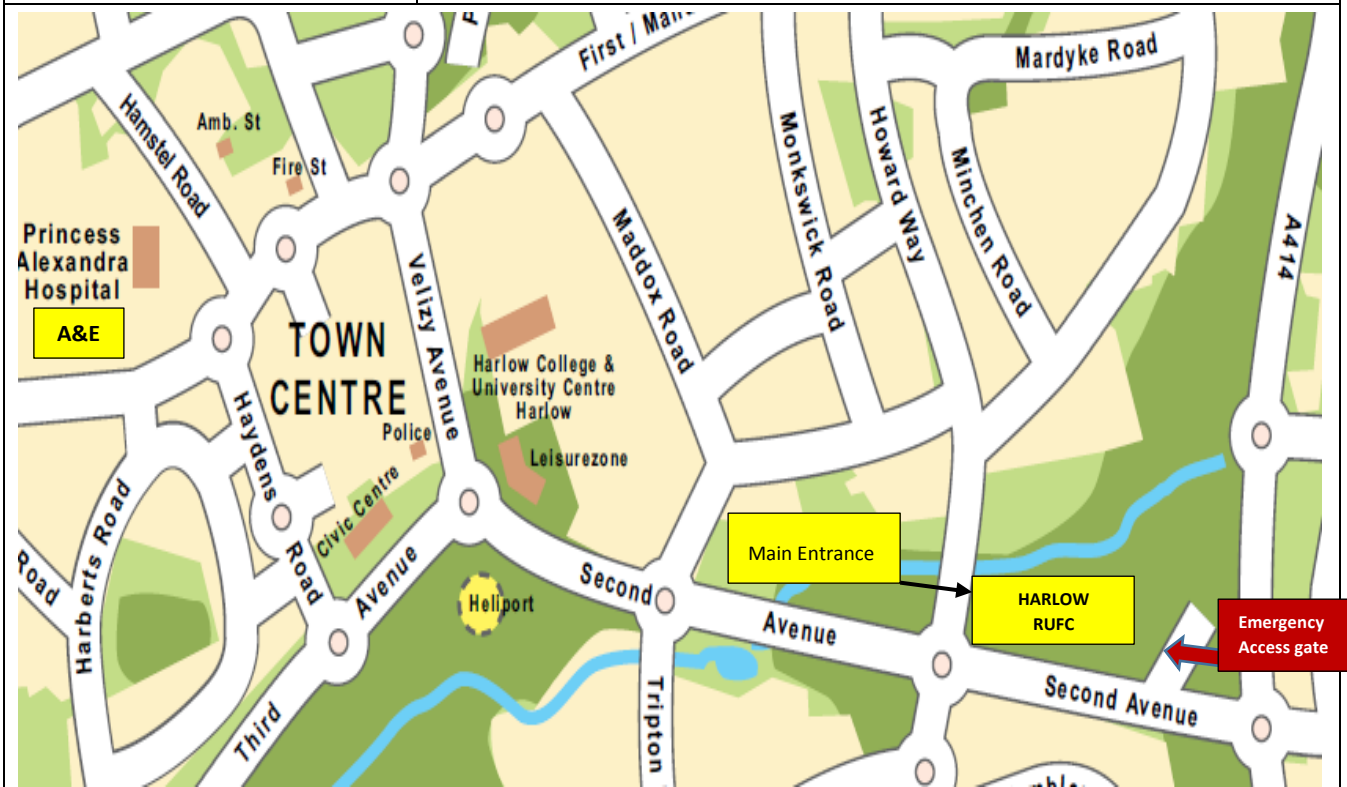 First / Mand
Mardyke Road
Hamstel Road
Amb. St
Fire St
Monkswick Road
Howard Way
Minchen Road
A414
Princess
Alexandra
Hospital
A&E
Maddox Road
Velizy Avenue
TOWN
CENTRE
Harlow College &
University Centre
Harlow
Police
Leisurezone
Haydens
Road
Civic Centre
Harberts Road
Road
Avenue
Third
Heliport
Second
Avenue
Main Entrance
HARLOW
RUFC
Emergency
Access gate
Second Avenue
Tripton